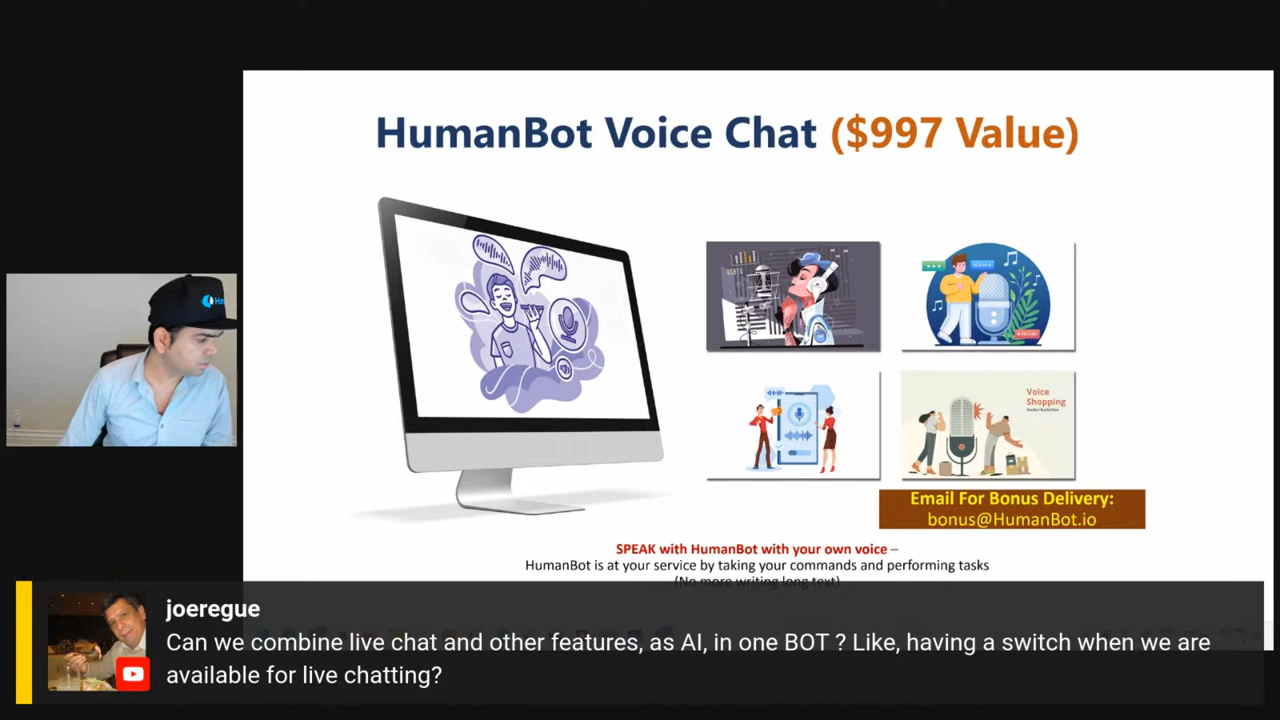 HumanBot Voice Chat ($997 Value)
Voice
Shopping
Email For Bonus Delivery:
bonus@HumanBot.io
SPEAK with HumanBot with your own voice –
HumanBot is at your service by taking your commands and performing tasks
(No more writing long text)
joeregue
Can we combine live chat and other features, as AI, in one BOT ? Like, having a switch when we are
available for live chatting?